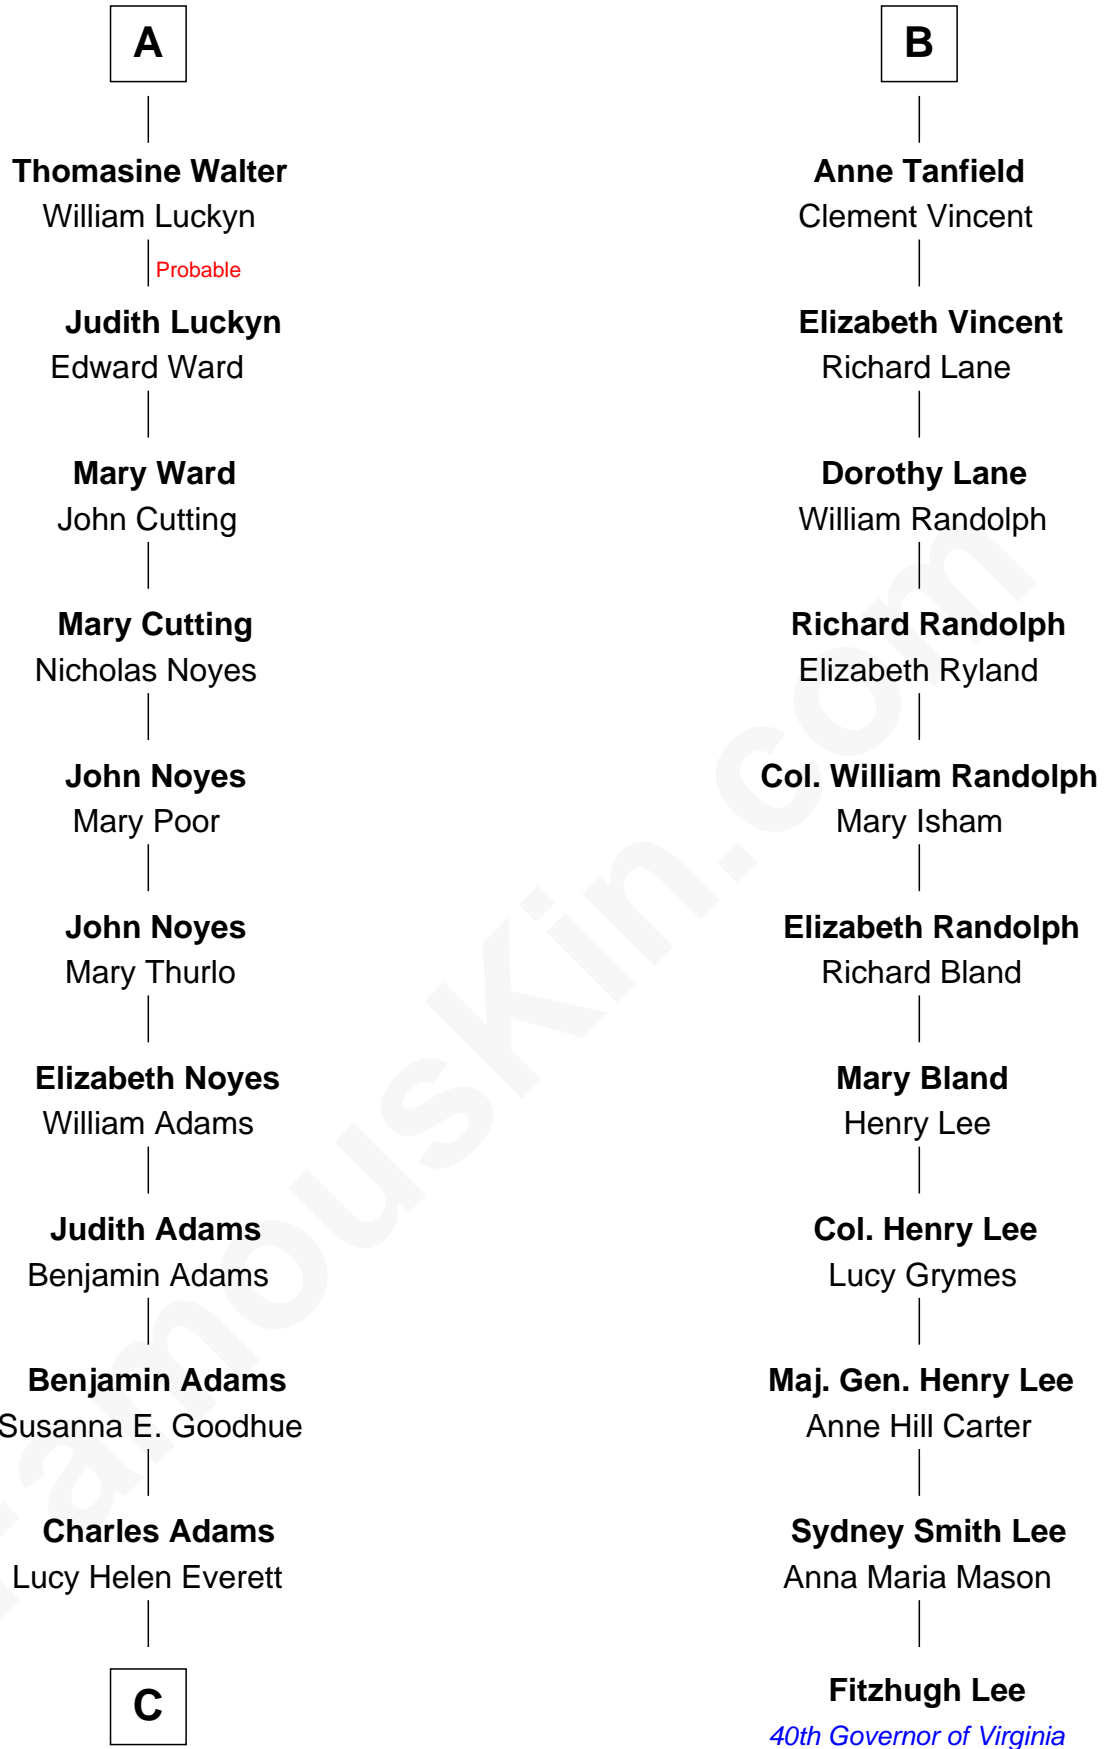 A
Thomasine Walter
William Luckyn
Probable
Judith Luckyn
Edward Ward
Mary Ward
John Cutting
Mary Cutting
Nicholas Noyes
John Noyes
Mary Poor
John Noyes
Mary Thurlo
Elizabeth Noyes
William Adams
Judith Adams
Benjamin Adams
Benjamin Adams
Susanna E. Goodhue
Charles Adams
Lucy Helen Everett
C
B
Anne Tanfield
Clement Vincent
Elizabeth Vincent
Richard Lane
Dorothy Lane
William Randolph
Richard Randolph
Elizabeth Ryland
Col. William Randolph
Mary Isham
Elizabeth Randolph
Richard Bland
Mary Bland
Henry Lee
Col. Henry Lee
Lucy Grymes
Maj. Gen. Henry Lee
Anne Hill Carter
Sydney Smith Lee
Anna Maria Mason
Fitzhugh Lee
40th Governor of Virginia
FamousKin.com